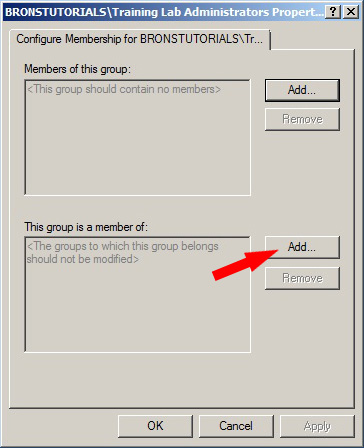 BRONSTUTORIALS\Training Lab Administrators Propert...
Configure Membership for BRONSTUTORIALS\Tr...
Members of this group:
<This group should contain no members>
Add...
Remove
This group is a member of:
<The groups to which this group belongs
should not be modified>
Add...
Remove
OK
Cancel
Apply